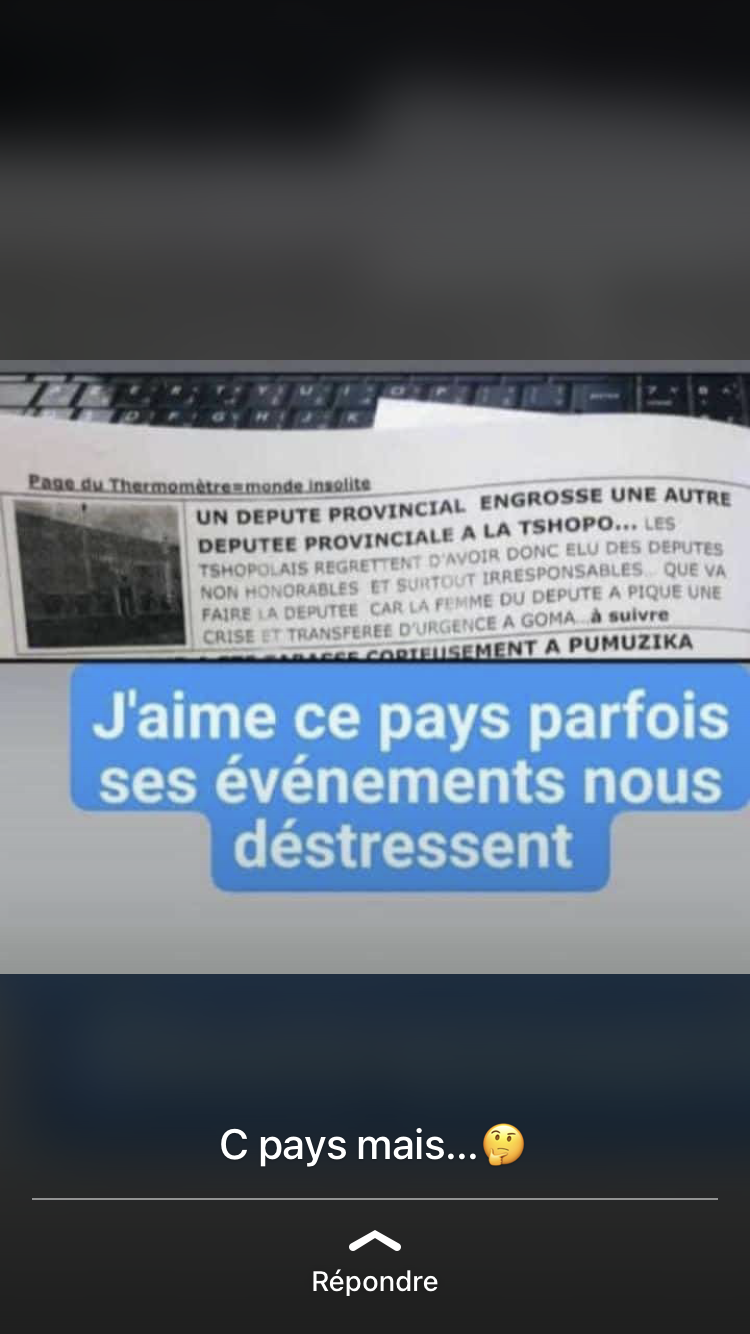 Page du Thermomètre=monde insolite
UN DEPUTE PROVINCIAL ENGROSSE UNE AUTRE
DEPUTEE PROVINCIALE A LA TSHOPO... LES
TSHOPOLAIS REGRETTENT D'AVOIR DONC ELU DES DEPUTES
NON HONORABLES ET SURTOUT IRRESPONSABLES... QUE VA
FAIRE LA DEPUTEE CAR LA FEMME DU DEPUTE A PIQUE UNE
CRISE ET TRANSFEREE D'URGENCE A GOMA...à suivre
CORIEUSEMENT A PUMUZIKA
J'aime ce pays parfois
ses événements nous
déstressent
C pays mais...🤔
Répondre